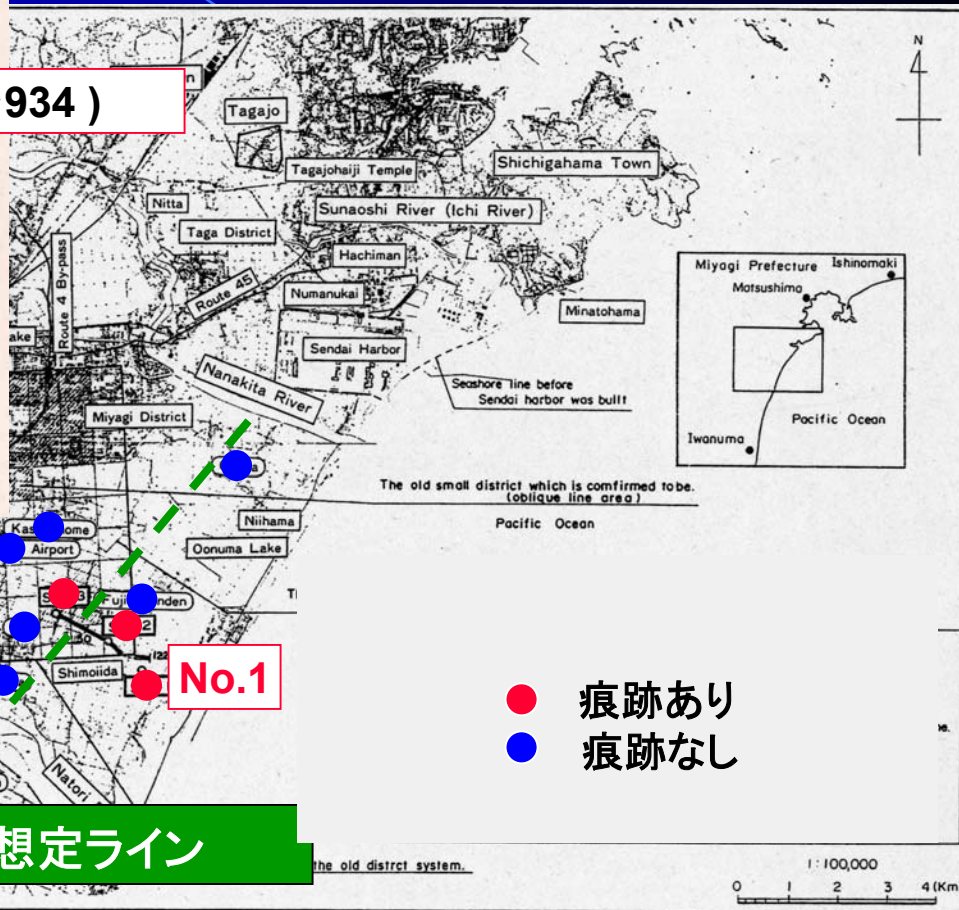 934 )
N
Tagajo
Shichigahama Town
Tagajohaiji Temple
Nitta
Sunaoshi River (Ichi River)
Taga District
Hachiman
Route 4 By-pass
Route 45
Numanukai
Minatohama
Sendai Harbor
Nanakita River
Miyagi District
Seashore line before
Sendai harbor was built
Miyagi Prefecture
Ishinomaki
Matsushima
Pacific Ocean
Iwanuma
The old small district which is comfirmed to be.
(oblique line area)
Niihama
Pacific Ocean
Airport
Oonuma Lake
Shimoiida
No.1
痕跡あり
痕跡なし
Natori
想定ライン
the old distrct system.
1:100,000
0 1 2 3 4 (Km